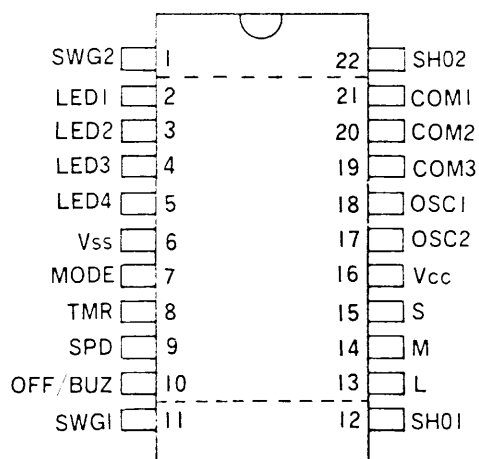 SWG2 1 22 SHO2
LED1 2 21 COM1
LED2 3 20 COM2
LED3 4 19 COM3
LED4 5 18 OSC1
Vss 6 17 OSC2
MODE 7 16 Vcc
TMR 8 15 S
SPD 9 14 M
OFF/BUZ 10 13 L
SWG1 11 12 SHO1